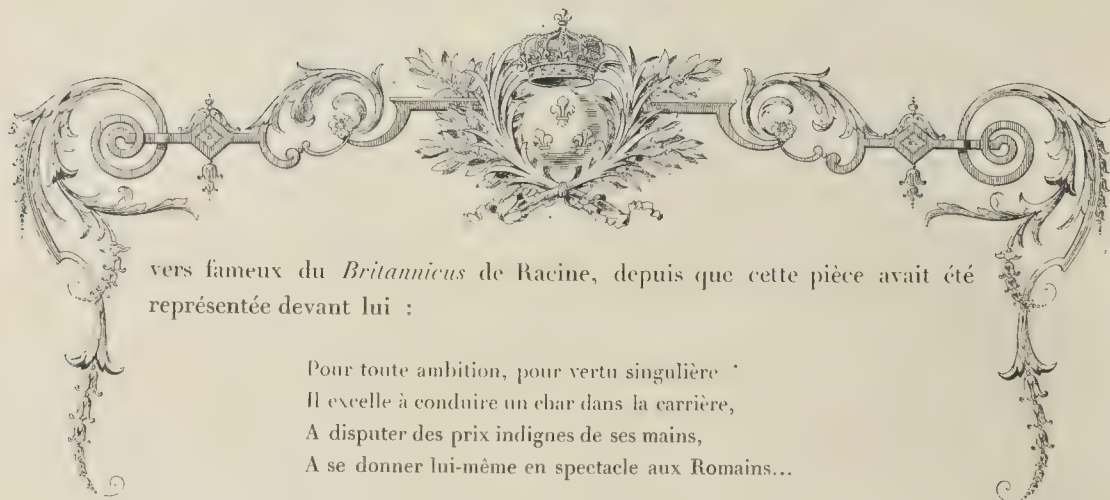 vers fameux du Britannicus de Racine, depuis que cette pièce avait été
représentée devant lui :
Pour toute ambition, pour vertu singulière
Il excelle à conduire un char dans la carrière,
A disputer des prix indignes de ses mains,
A se donner lui-même en spectacle aux Romains...